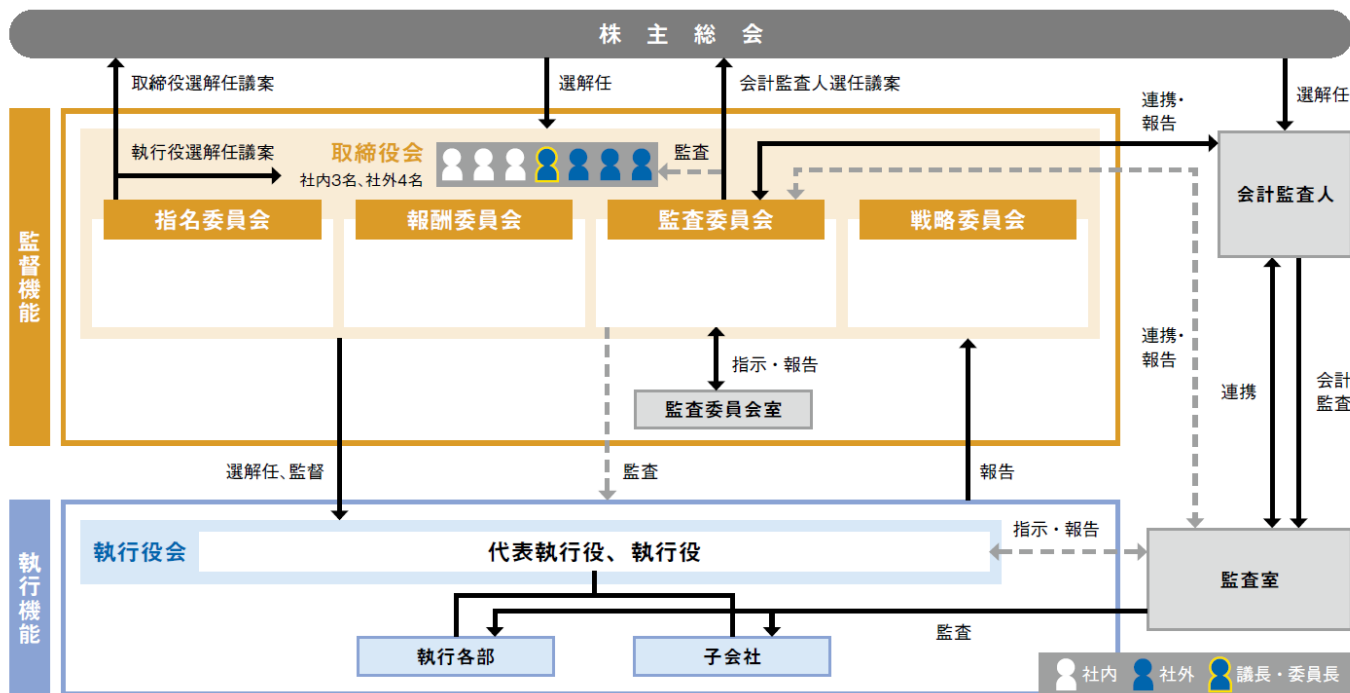 株主総会
取締役選解任議案
選解任
会計監査人選任議案
連携・
報告
選解任
監督機能
執行役選解任議案
取締役会
社内3名、社外4名
監査
会計監査人
指名委員会
報酬委員会
監査委員会
戦略委員会
指示・報告
監査委員会室
連携・
報告
連携
会計
監査
選解任、監督
監査
報告
執行機能
執行役会
代表執行役、執行役
指示・報告
監査室
監査
執行各部
子会社
社内
社外
議長・委員長